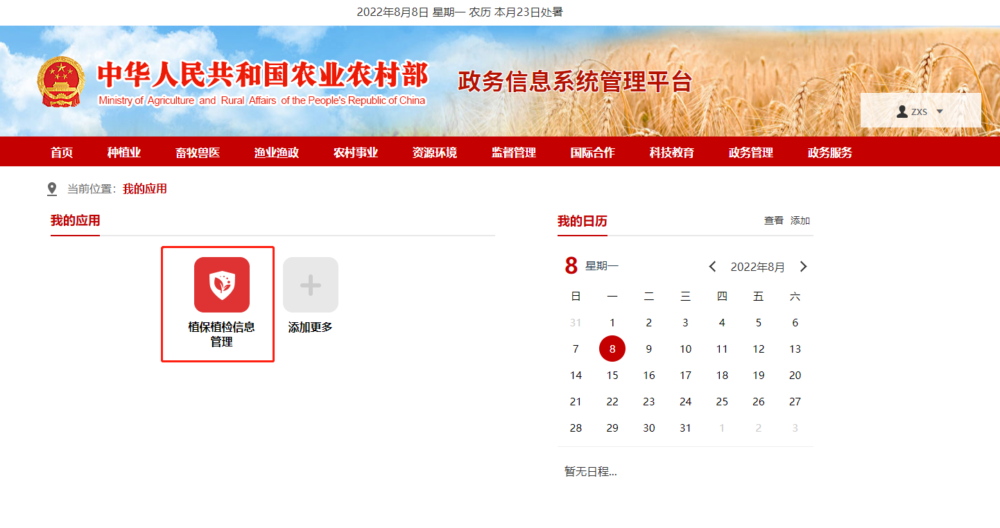 2022年8月8日 星期一 农历 本月23日处暑
中华人民共和国农业农村部
Ministry of Agriculture and Rural Affairs of the People's Republic of China
政务信息系统管理平台
zxs
首页 种植业 畜牧兽医 渔业渔政 农村事业 资源环境 监督管理 国际合作 科技教育 政务管理 政务服务
当前位置：我的应用
我的应用
植保植检信息
管理
添加更多
我的日历 查看 添加
8 星期一 2022年8月
日 一 二 三 四 五 六
31 1 2 3 4 5 6
7 8 9 10 11 12 13
14 15 16 17 18 19 20
21 22 23 24 25 26 27
28 29 30 31 1 2 3
暂无日程...